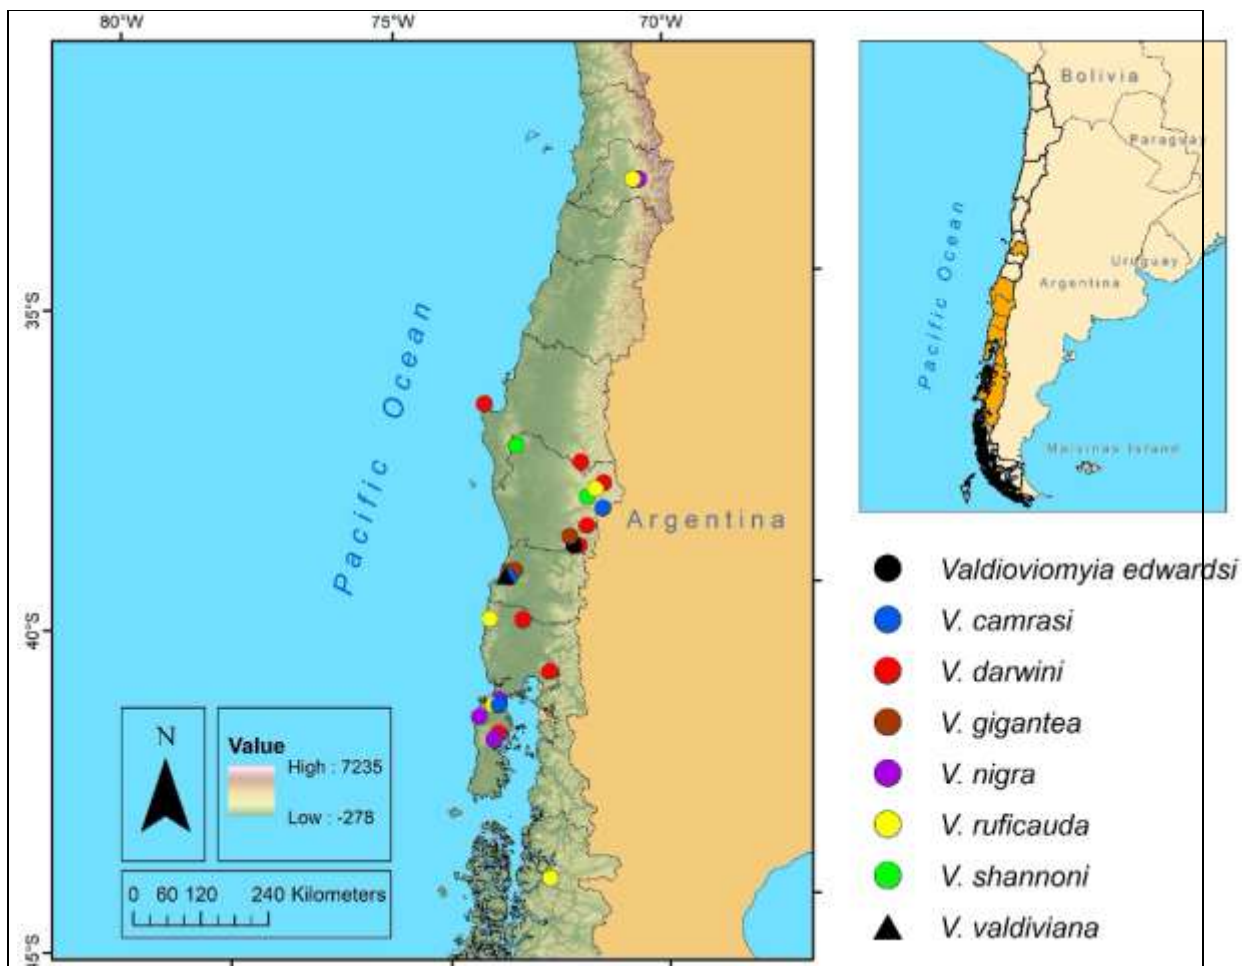 80°W 75°W 70°W
35°S
40°S
45°S
Pacific Ocean
Argentina
N
Value
High : 7235
Low : -278
0 60 120 240 Kilometers
Bolivia
Paraguay
Uruguay
Argentina
Pacific Ocean
Malvinas Island
Valdioviomyia edwardsi
V. camrasi
V. darwini
V. gigantea
V. nigra
V. ruficauda
V. shannoni
V. valdiviana